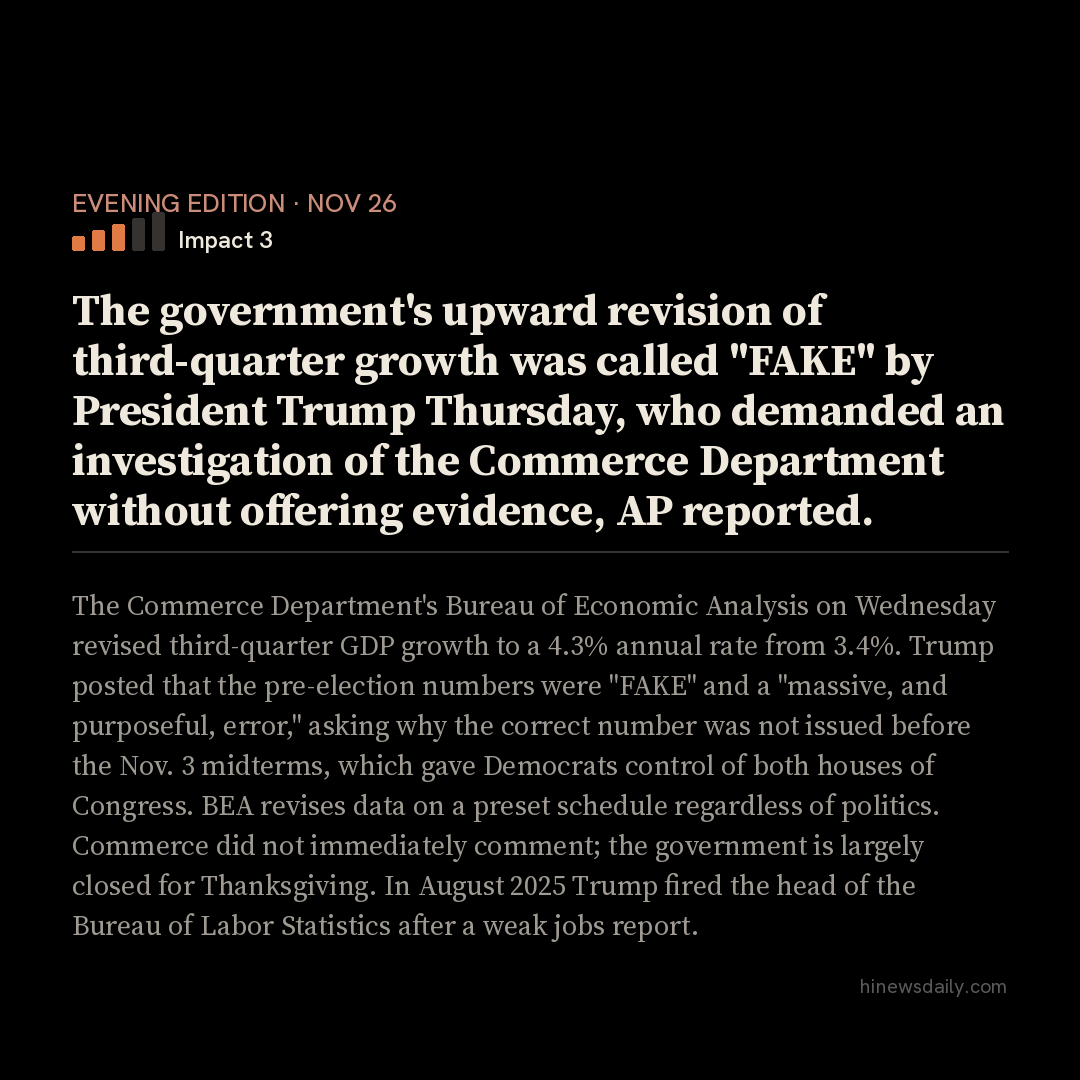 EVENING EDITION · NOV 26
Impact 3
The government's upward revision of
third-quarter growth was called "FAKE" by
President Trump Thursday, who demanded an
investigation of the Commerce Department
without offering evidence, AP reported.
The Commerce Department's Bureau of Economic Analysis on Wednesday
revised third-quarter GDP growth to a 4.3% annual rate from 3.4%. Trump
posted that the pre-election numbers were "FAKE" and a "massive, and
purposeful, error," asking why the correct number was not issued before
the Nov. 3 midterms, which gave Democrats control of both houses of
Congress. BEA revises data on a preset schedule regardless of politics.
Commerce did not immediately comment; the government is largely
closed for Thanksgiving. In August 2025 Trump fired the head of the
Bureau of Labor Statistics after a weak jobs report.
hinewsdaily.com